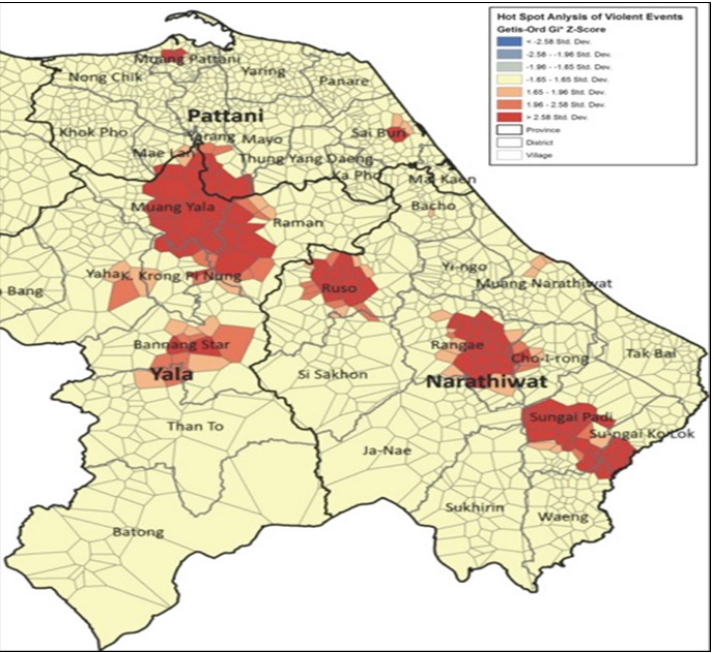 Hot Spot Anlysis of Violent Events
Getis-Ord Gi* Z-Score
< -2.58 Std. Dev.
-2.58 - -1.96 Std. Dev.
-1.96 - -1.65 Std. Dev.
-1.65 - 1.65 Std. Dev.
1.65 - 1.96 Std. Dev.
1.96 - 2.58 Std. Dev.
> 2.58 Std. Dev.
Province
District
Village
Muang Pattani
Nong Chik
Yaring
Panare
Pattani
Khok Pho
Yarang
Mayo
Sai Buri
Mae Lan
Thung Yang Daeng
Ka Pho
Mai Kaen
Muang Yala
Raman
Bacho
Yaha
K. Krong Pi Nung
Ruso
Yi-ngo
Muang Narathiwat
Bang
Bannang Star
Rangae
Cho-I-rong
Tak Bai
Yala
Si Sakhon
Narathiwat
Than To
Sungai Padi
Su-ngai Ko-Lok
Ja-Nae
Sukhirin
Waeng
Batong